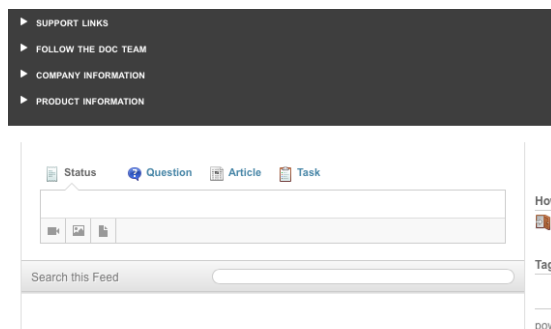 SUPPORT LINKS
FOLLOW THE DOC TEAM
COMPANY INFORMATION
PRODUCT INFORMATION
Status Question Article Task
Search this Feed